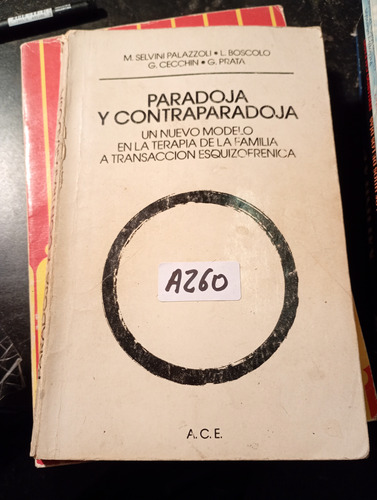 M. SELVINI PALAZZOLI • L. BOSCOLO
G. CECCHIN • G. PRATA
PARADOJA
Y CONTRAPARADOJA
UN NUEVO MODELO
EN LA TERAPIA DE LA FAMILIA
A TRANSACCION ESQUIZOFRENICA
A260
A.C.E.